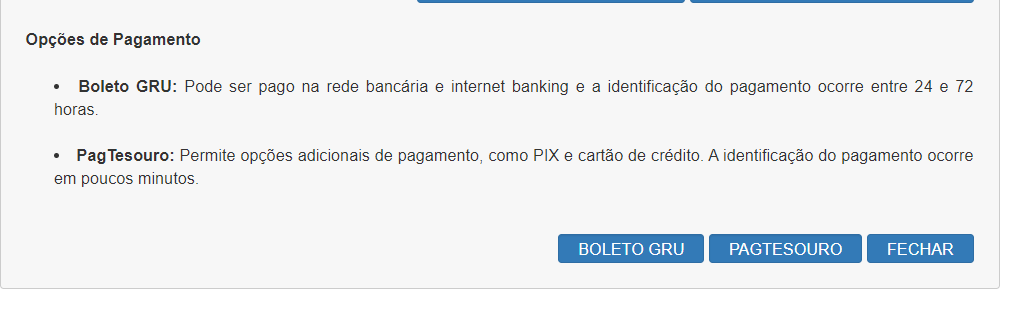 Opções de Pagamento
• Boleto GRU: Pode ser pago na rede bancária e internet banking e a identificação do pagamento ocorre entre 24 e 72
horas.
• PagTesouro: Permite opções adicionais de pagamento, como PIX e cartão de crédito. A identificação do pagamento ocorre
em poucos minutos.
BOLETO GRU PAGTESOURO FECHAR